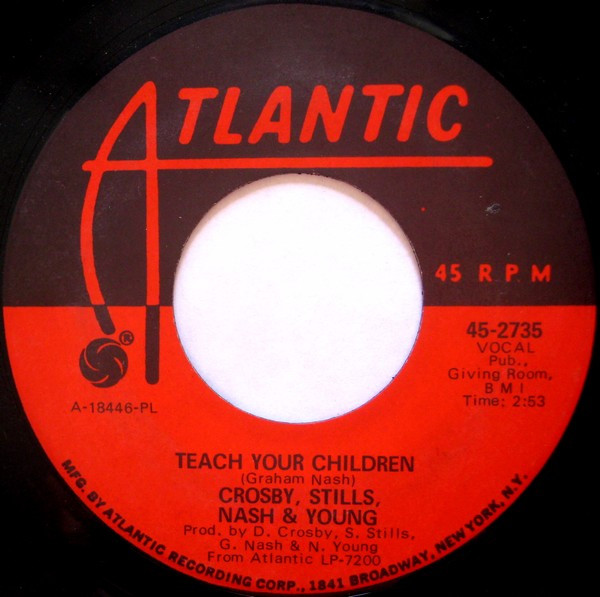 ATLANTIC
45 RPM
®
45-2735
VOCAL
Pub.,
Giving Room,
BMI
Time: 2:53
A-18446-PL
TEACH YOUR CHILDREN
(Graham Nash)
CROSBY, STILLS,
NASH & YOUNG
Prod. by D. Crosby, S. Stills,
G. Nash & N. Young
From Atlantic LP-7200
MFG. BY ATLANTIC RECORDING CORP., 1841 BROADWAY, NEW YORK, N.Y.